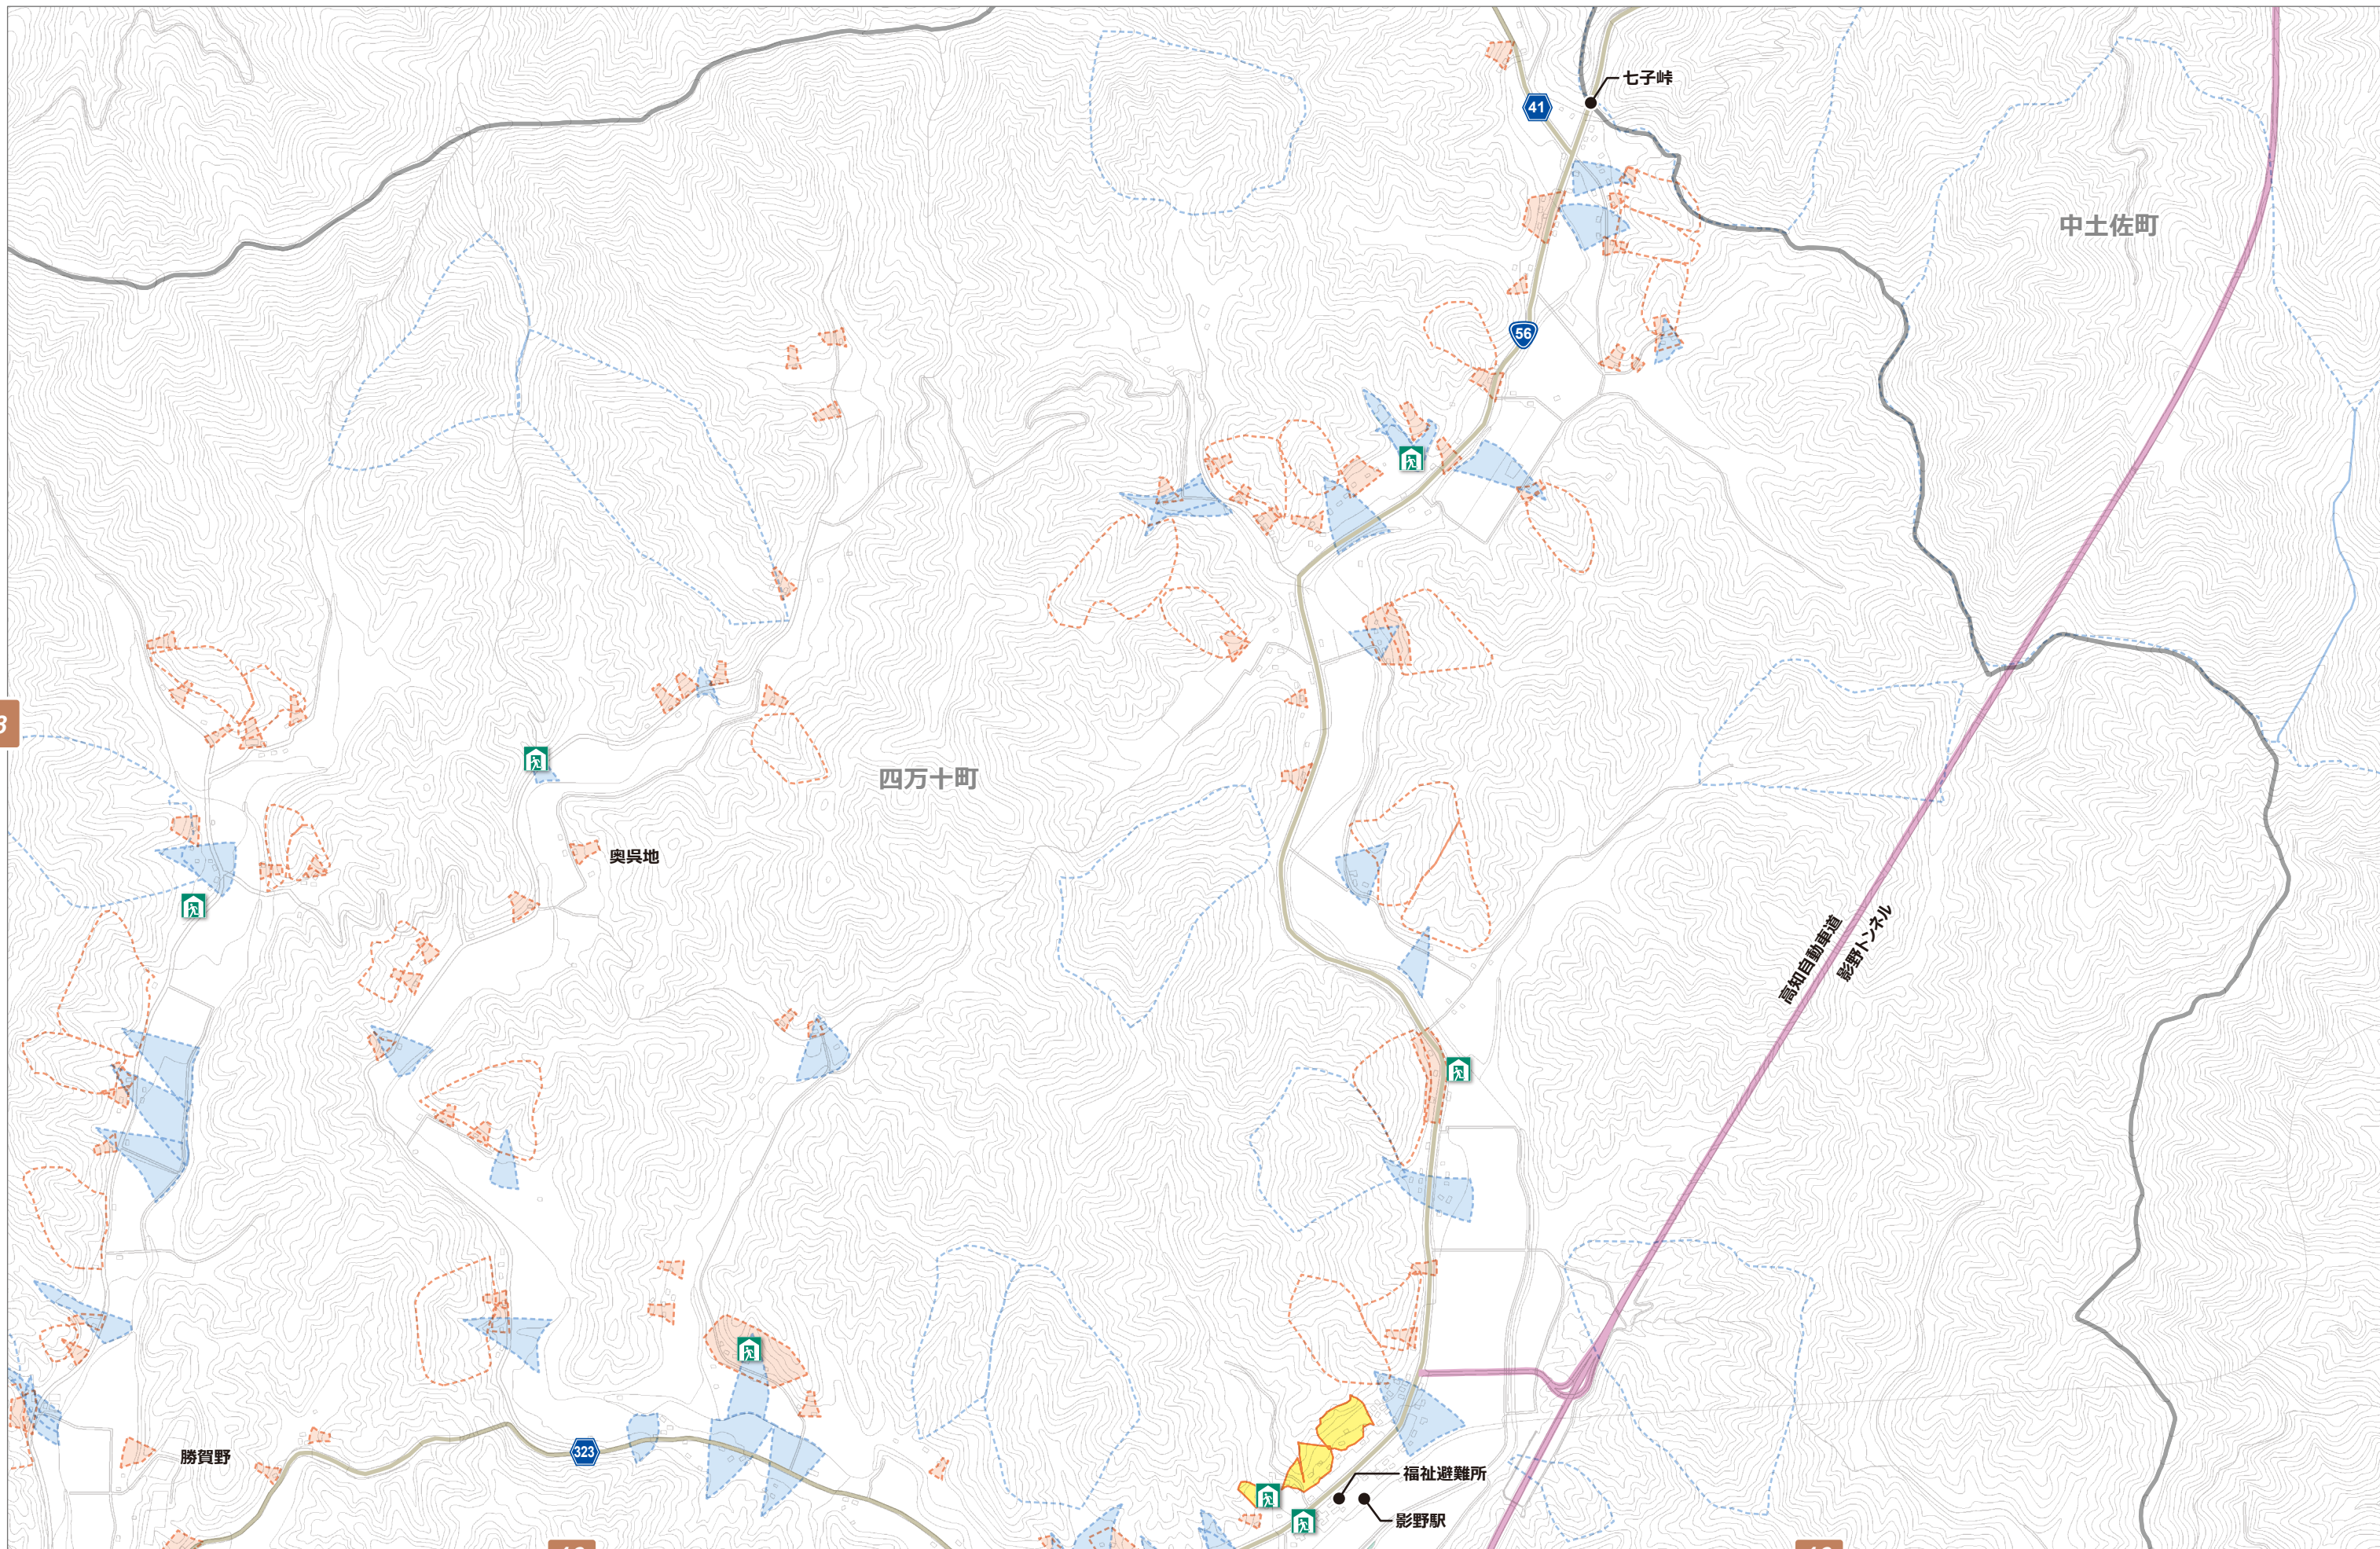 七子峠
41
中土佐町
56
四万十町
奥呉地
高知自動車道
影野トンネル
勝賀野
323
福祉避難所
影野駅